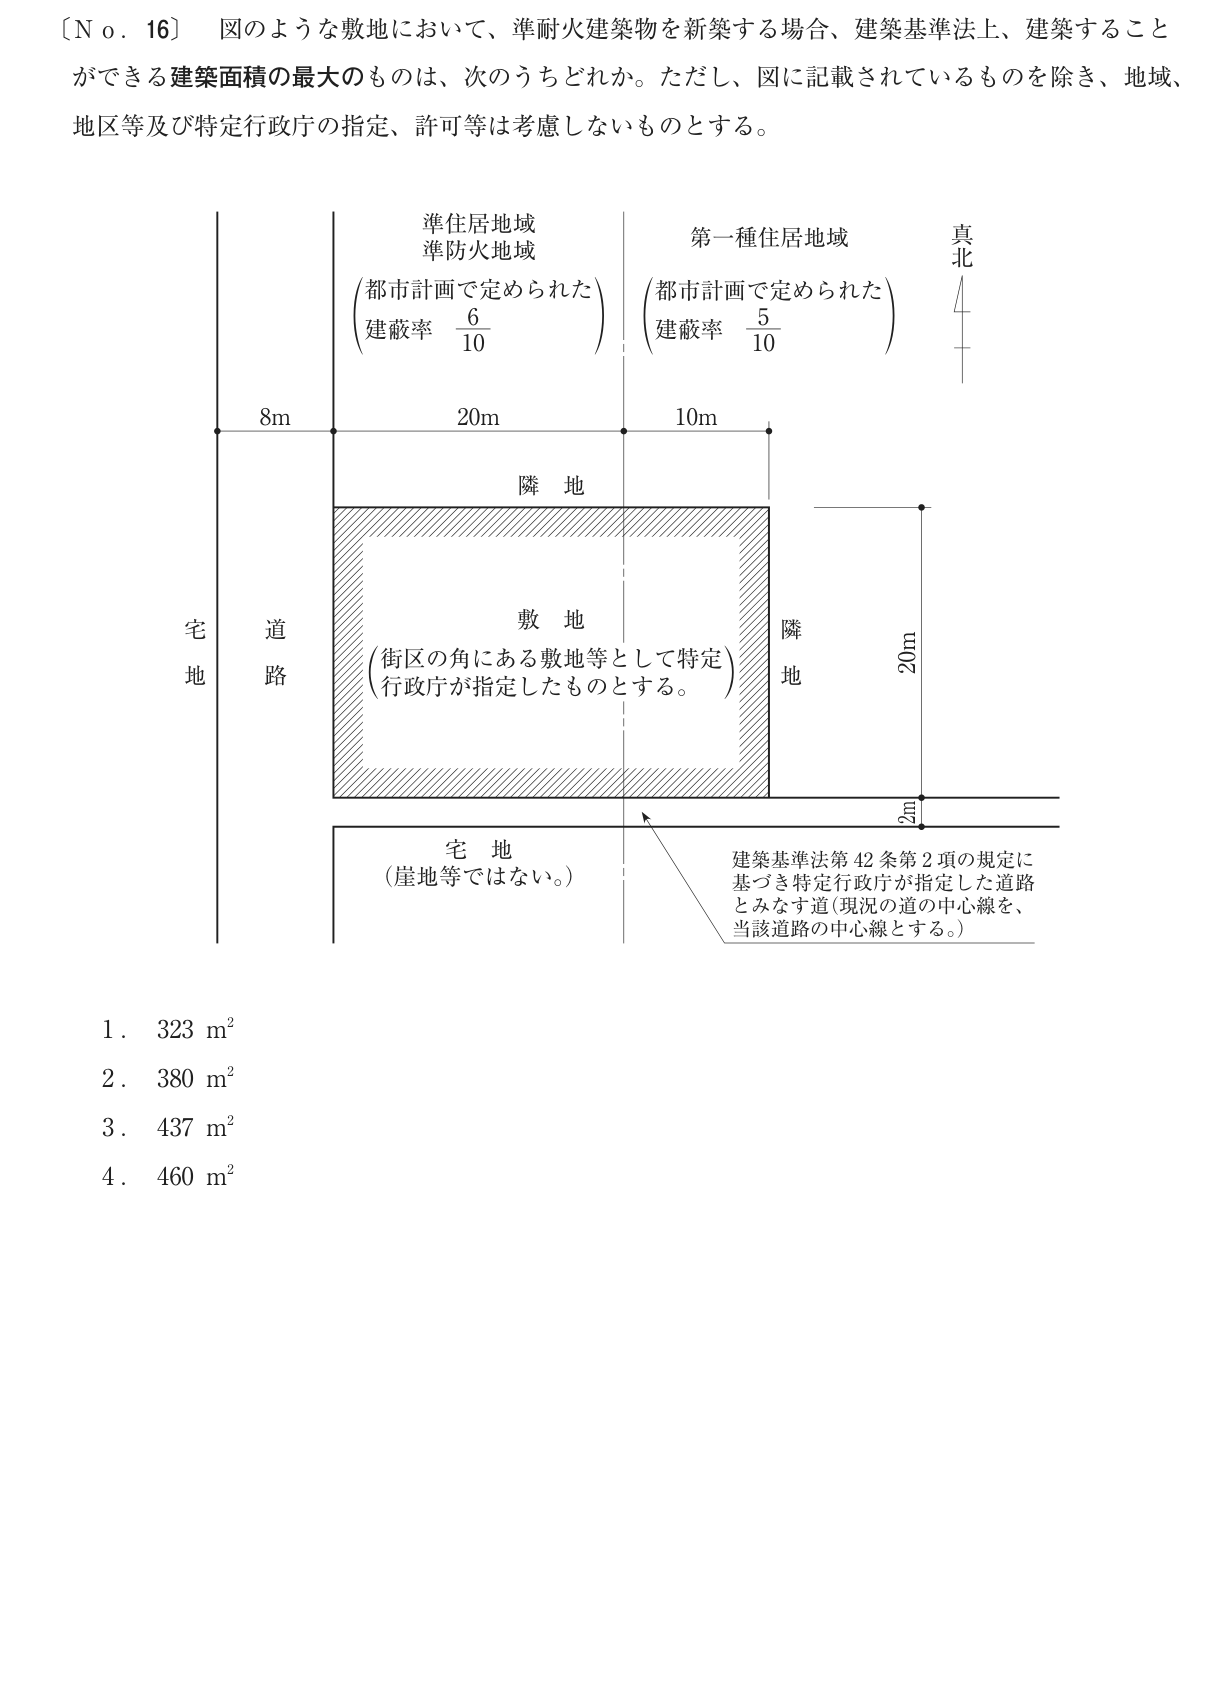 〔Ｎｏ．16〕　図のような敷地において、準耐火建築物を新築する場合、建築基準法上、建築すること
ができる建築面積の最大のものは、次のうちどれか。ただし、図に記載されているものを除き、地域、
地区等及び特定行政庁の指定、許可等は考慮しないものとする。
準住居地域
準防火地域
(都市計画で定められた
建蔽率 6/10)
第一種住居地域
(都市計画で定められた
建蔽率 5/10)
真北
8m
20m
10m
隣　地
宅地
道路
敷　地
(街区の角にある敷地等として特定
行政庁が指定したものとする。)
隣地
20m
2m
宅　地
(崖地等ではない。)
建築基準法第 42 条第 2 項の規定に
基づき特定行政庁が指定した道路
とみなす道(現況の道の中心線を、
当該道路の中心線とする。)
1． 323 m²
2． 380 m²
3． 437 m²
4． 460 m²